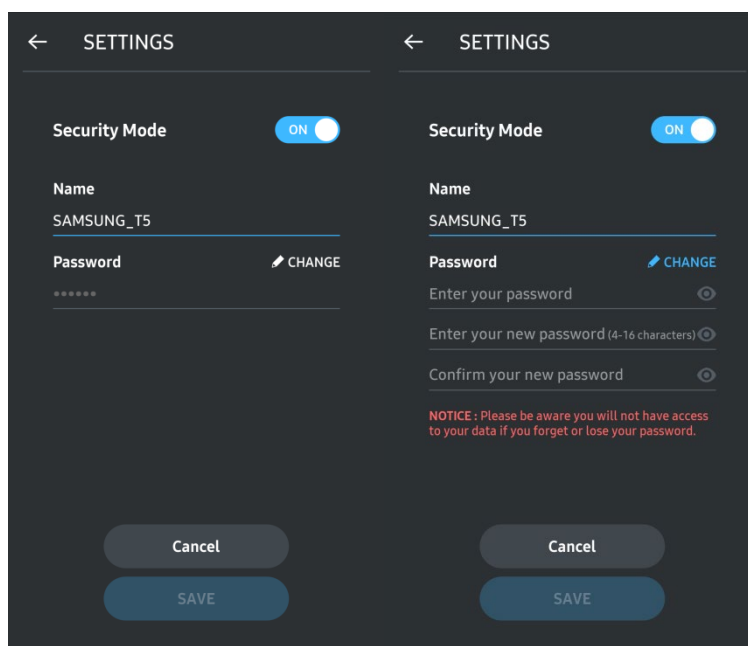 SETTINGS
Security Mode
ON
Name
SAMSUNG_T5
Password
CHANGE
••••••
Cancel
SAVE
SETTINGS
Security Mode
ON
Name
SAMSUNG_T5
Password
CHANGE
Enter your password
Enter your new password (4-16 characters)
Confirm your new password
NOTICE : Please be aware you will not have access
to your data if you forget or lose your password.
Cancel
SAVE